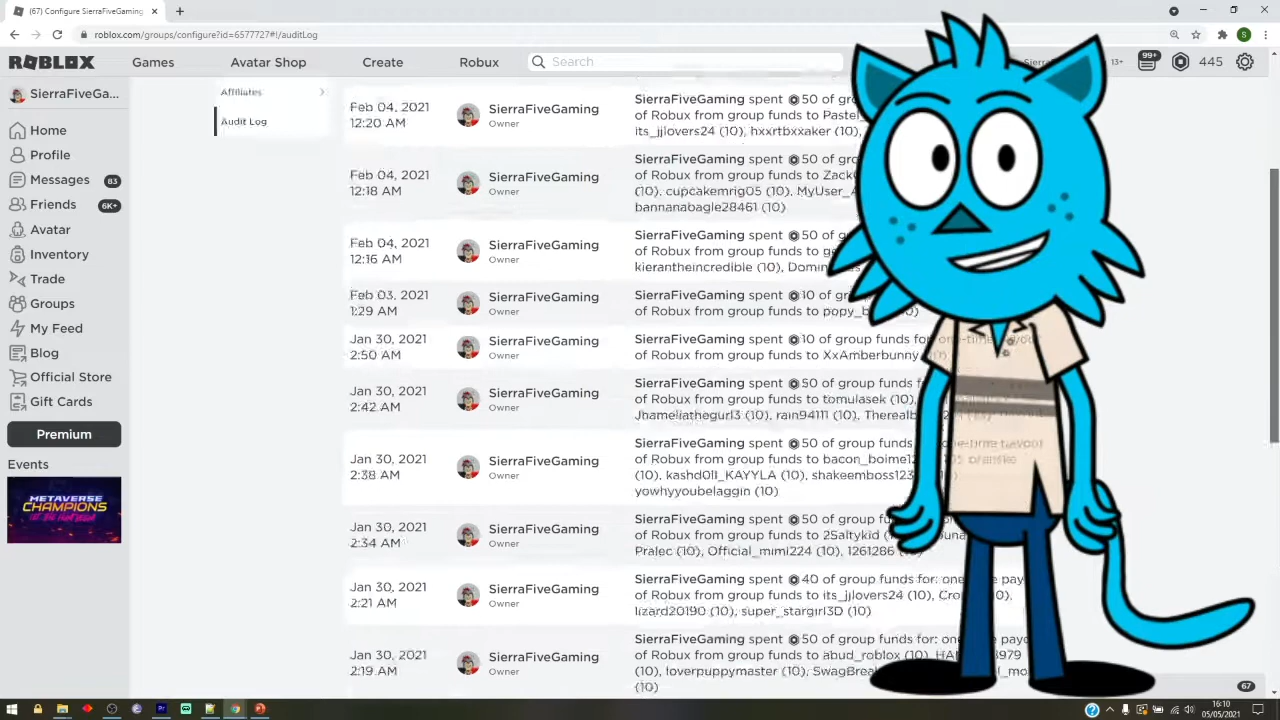 (67) Configure SierraFiveGaming
roblox.com/groups/configure?id=6577727#!/auditLog
ROBLOX Games Avatar Shop Create Robux Search 13+ 99+ 445
SierraFiveGa...
Home
Profile
Messages 83
Friends 6K+
Avatar
Inventory
Trade
Groups
My Feed
Blog
Official Store
Gift Cards
Premium
Events
METAVERSE
CHAMPIONS
Affiliates
Audit Log
Feb 04, 2021
12:20 AM
SierraFiveGaming
Owner
SierraFiveGaming spent 50 of
of Robux from group funds to
its_jjlovers24 (10), hxxrtbxxaker (10),
Feb 04, 2021
12:18 AM
SierraFiveGaming
Owner
SierraFiveGaming spent 50 of
of Robux from group funds to
(10), cupcakemrig05 (10),
bannanabagle28461 (10)
Feb 04, 2021
12:16 AM
SierraFiveGaming
Owner
SierraFiveGaming spent 50 of
of Robux from group funds to
kierantheincredible (10),
Feb 03, 2021
1:29 AM
SierraFiveGaming
Owner
SierraFiveGaming spent 10 of
of Robux from group funds to
Jan 30, 2021
2:50 AM
SierraFiveGaming
Owner
SierraFiveGaming spent 10 of group funds for: one-time payout
of Robux from group funds to XxAmberbunny
Jan 30, 2021
2:42 AM
SierraFiveGaming
Owner
SierraFiveGaming spent 50 of group funds
of Robux from group funds to tomulasek (10),
Jhameliathegurl3 (10), rain94111 (10),
Jan 30, 2021
2:38 AM
SierraFiveGaming
Owner
SierraFiveGaming spent 50 of group funds one-time payout
of Robux from group funds to
(10), kashd0ll_KAYYLA (10),
yowhyyoubelaggin (10)
Jan 30, 2021
2:34 AM
SierraFiveGaming
Owner
SierraFiveGaming spent 50 of group
of Robux from group funds to 2Saltykid
Pralec (10), Official_mimi224 (10), 1261286
Jan 30, 2021
2:21 AM
SierraFiveGaming
Owner
SierraFiveGaming spent 40 of group funds for:
of Robux from group funds to its_jjlovers24 (10),
lizard20190 (10), super_stargirl3D (10)
Jan 30, 2021
2:19 AM
SierraFiveGaming
Owner
SierraFiveGaming spent 50 of group funds for:
of Robux from group funds to abud_roblox (10),
(10), loverpuppymaster (10),
(10)
67
16:10
05/05/2021